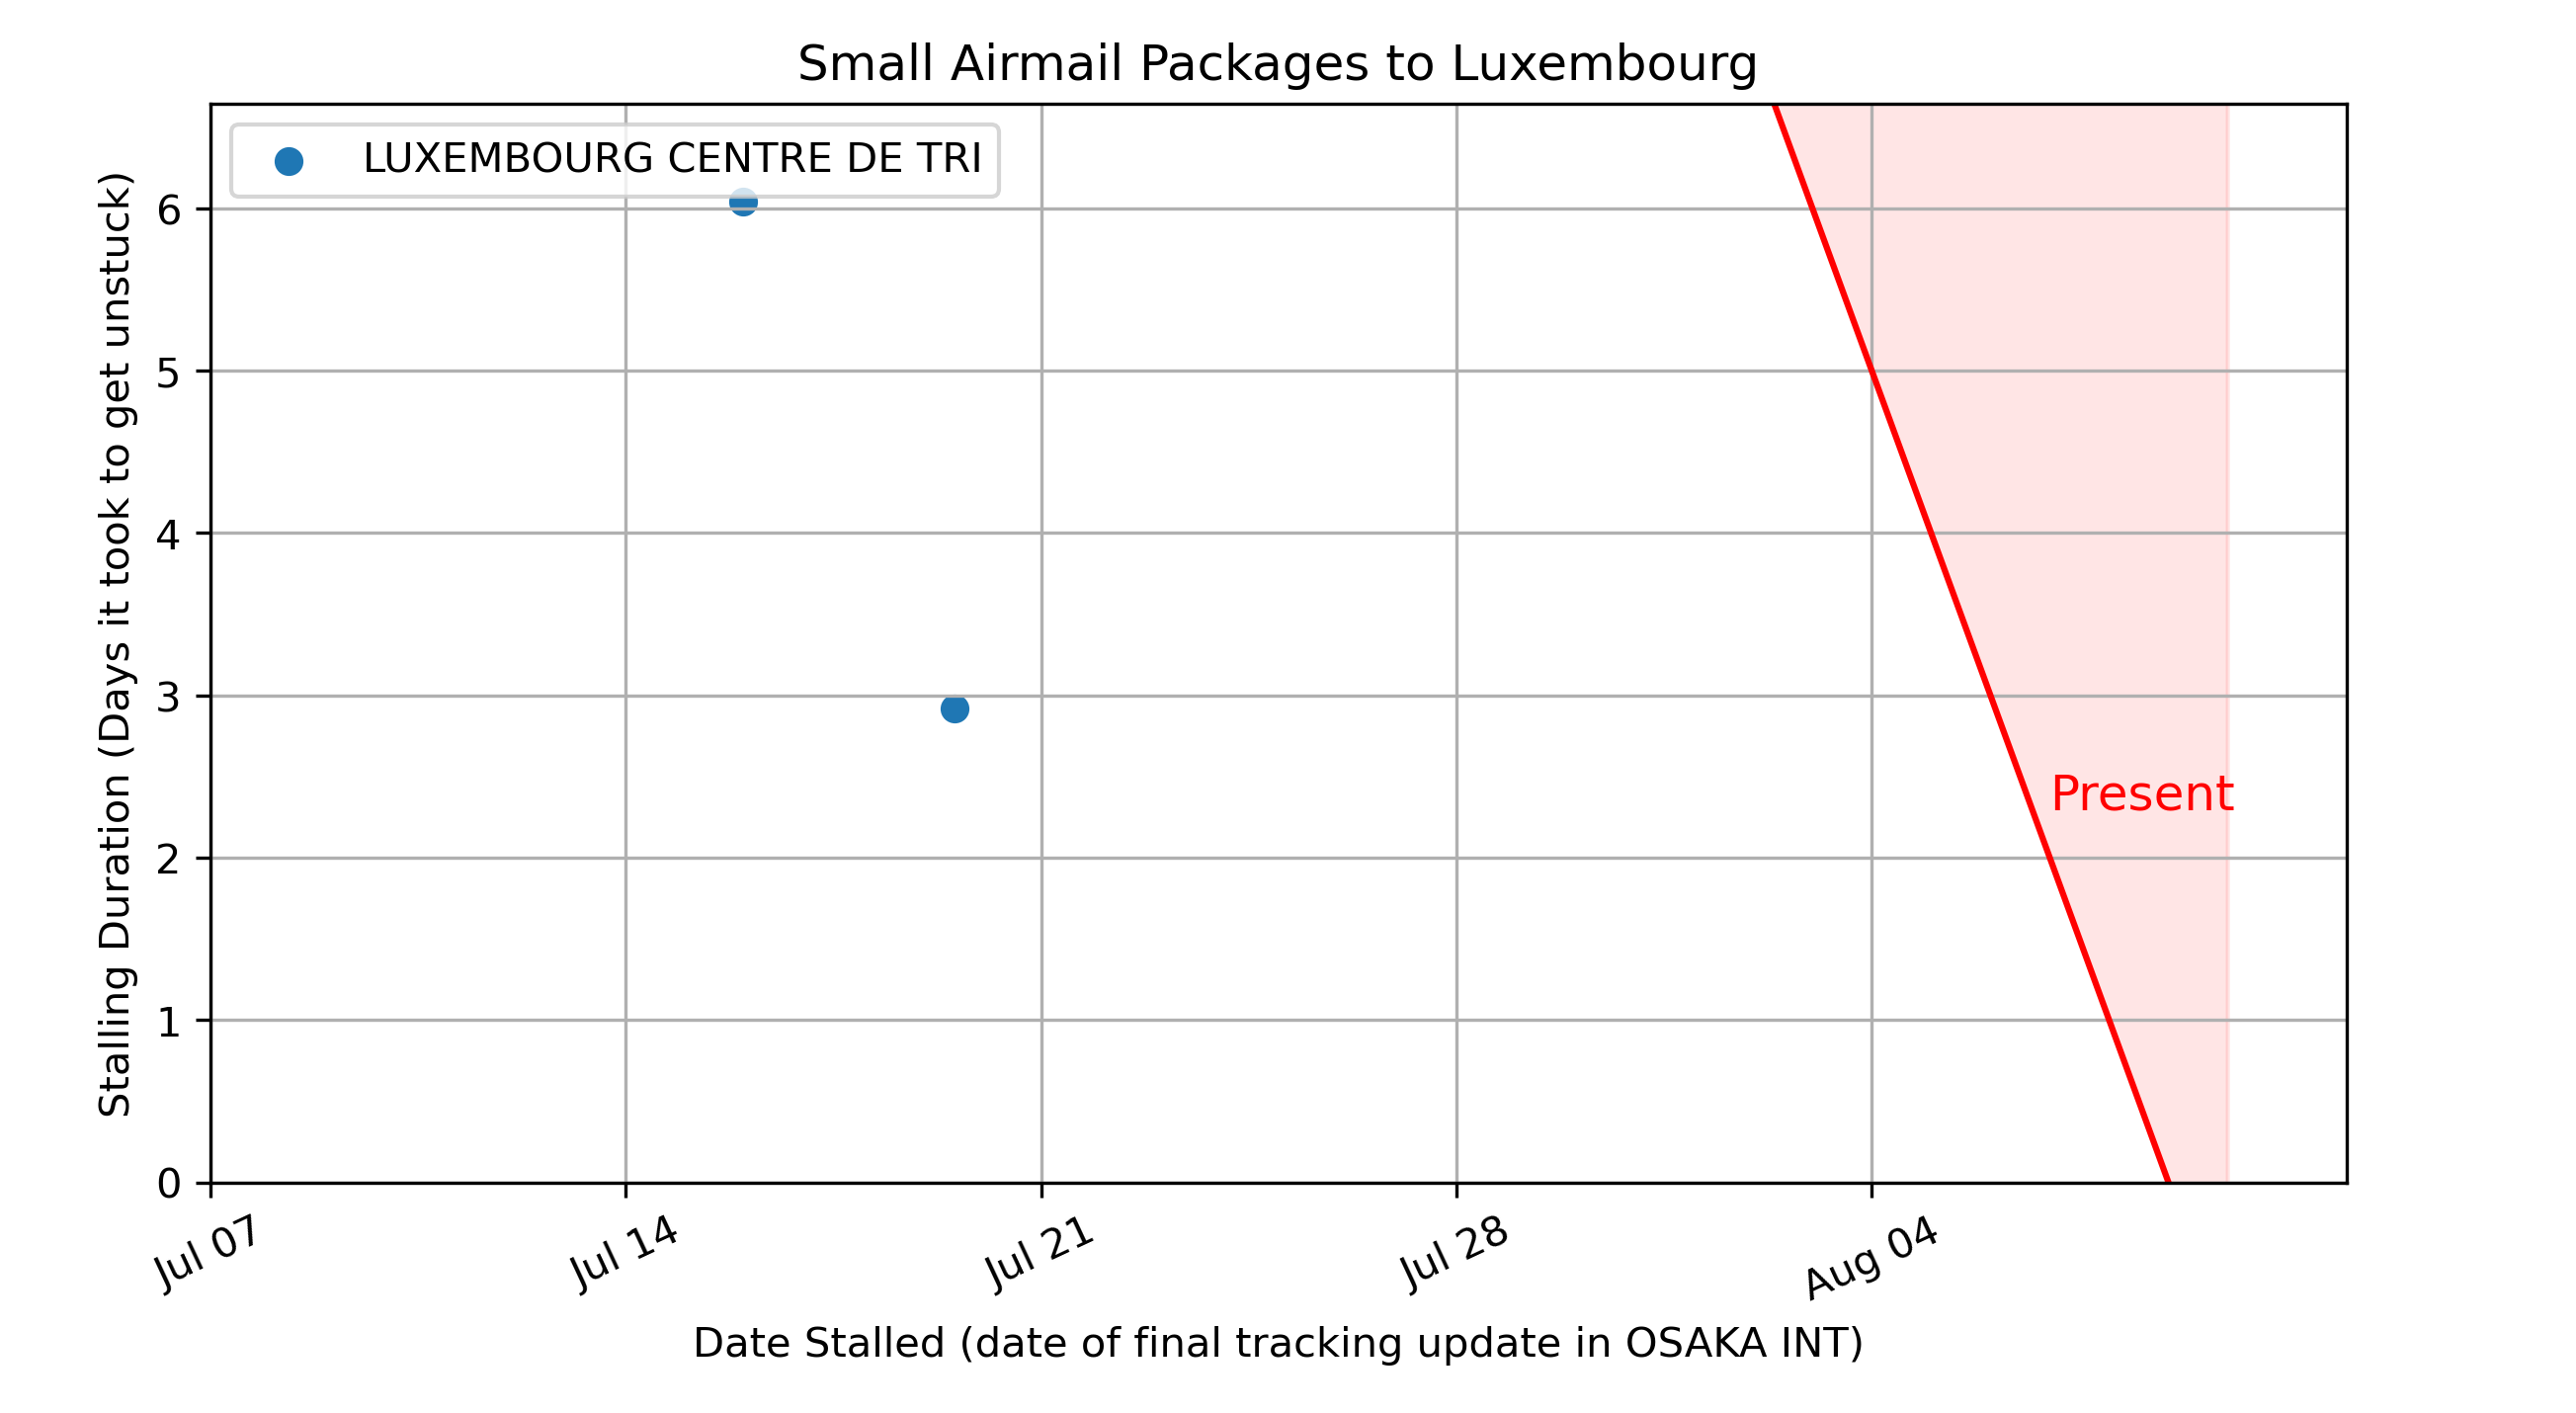 Small Airmail Packages to Luxembourg
LUXEMBOURG CENTRE DE TRI
Stalling Duration (Days it took to get unstuck)
6
5
4
3
2
1
0
Present
Jul 07
Jul 14
Jul 21
Jul 28
Aug 04
Date Stalled (date of final tracking update in OSAKA INT)